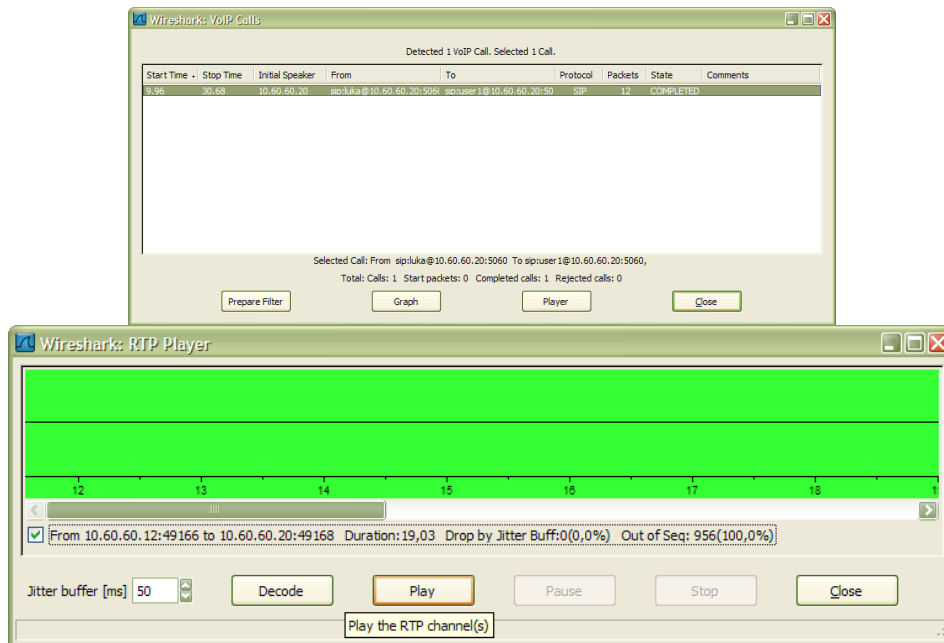 Wireshark: VoIP Calls
Detected 1 VoIP Call. Selected 1 Call.
Start Time Stop Time Initial Speaker From To Protocol Packets State Comments
9.96 30.68 10.60.60.20 sip:luka@10.60.60.20:506 sip:user1@10.60.60.20:50 SIP 12 COMPLETED
Selected Call: From sip:luka@10.60.60.20:5060 To sip:user1@10.60.60.20:5060,
Total: Calls: 1 Start packets: 0 Completed calls: 1 Rejected calls: 0
Prepare Filter Graph Player Close
Wireshark: RTP Player
12 13 14 15 16 17 18 1
From 10.60.60.12:49166 to 10.60.60.20:49168 Duration:19,03 Drop by Jitter Buff:0(0,0%) Out of Seq: 956(100,0%)
Jitter buffer [ms] 50 Decode Play Pause Stop Close
Play the RTP channel(s)